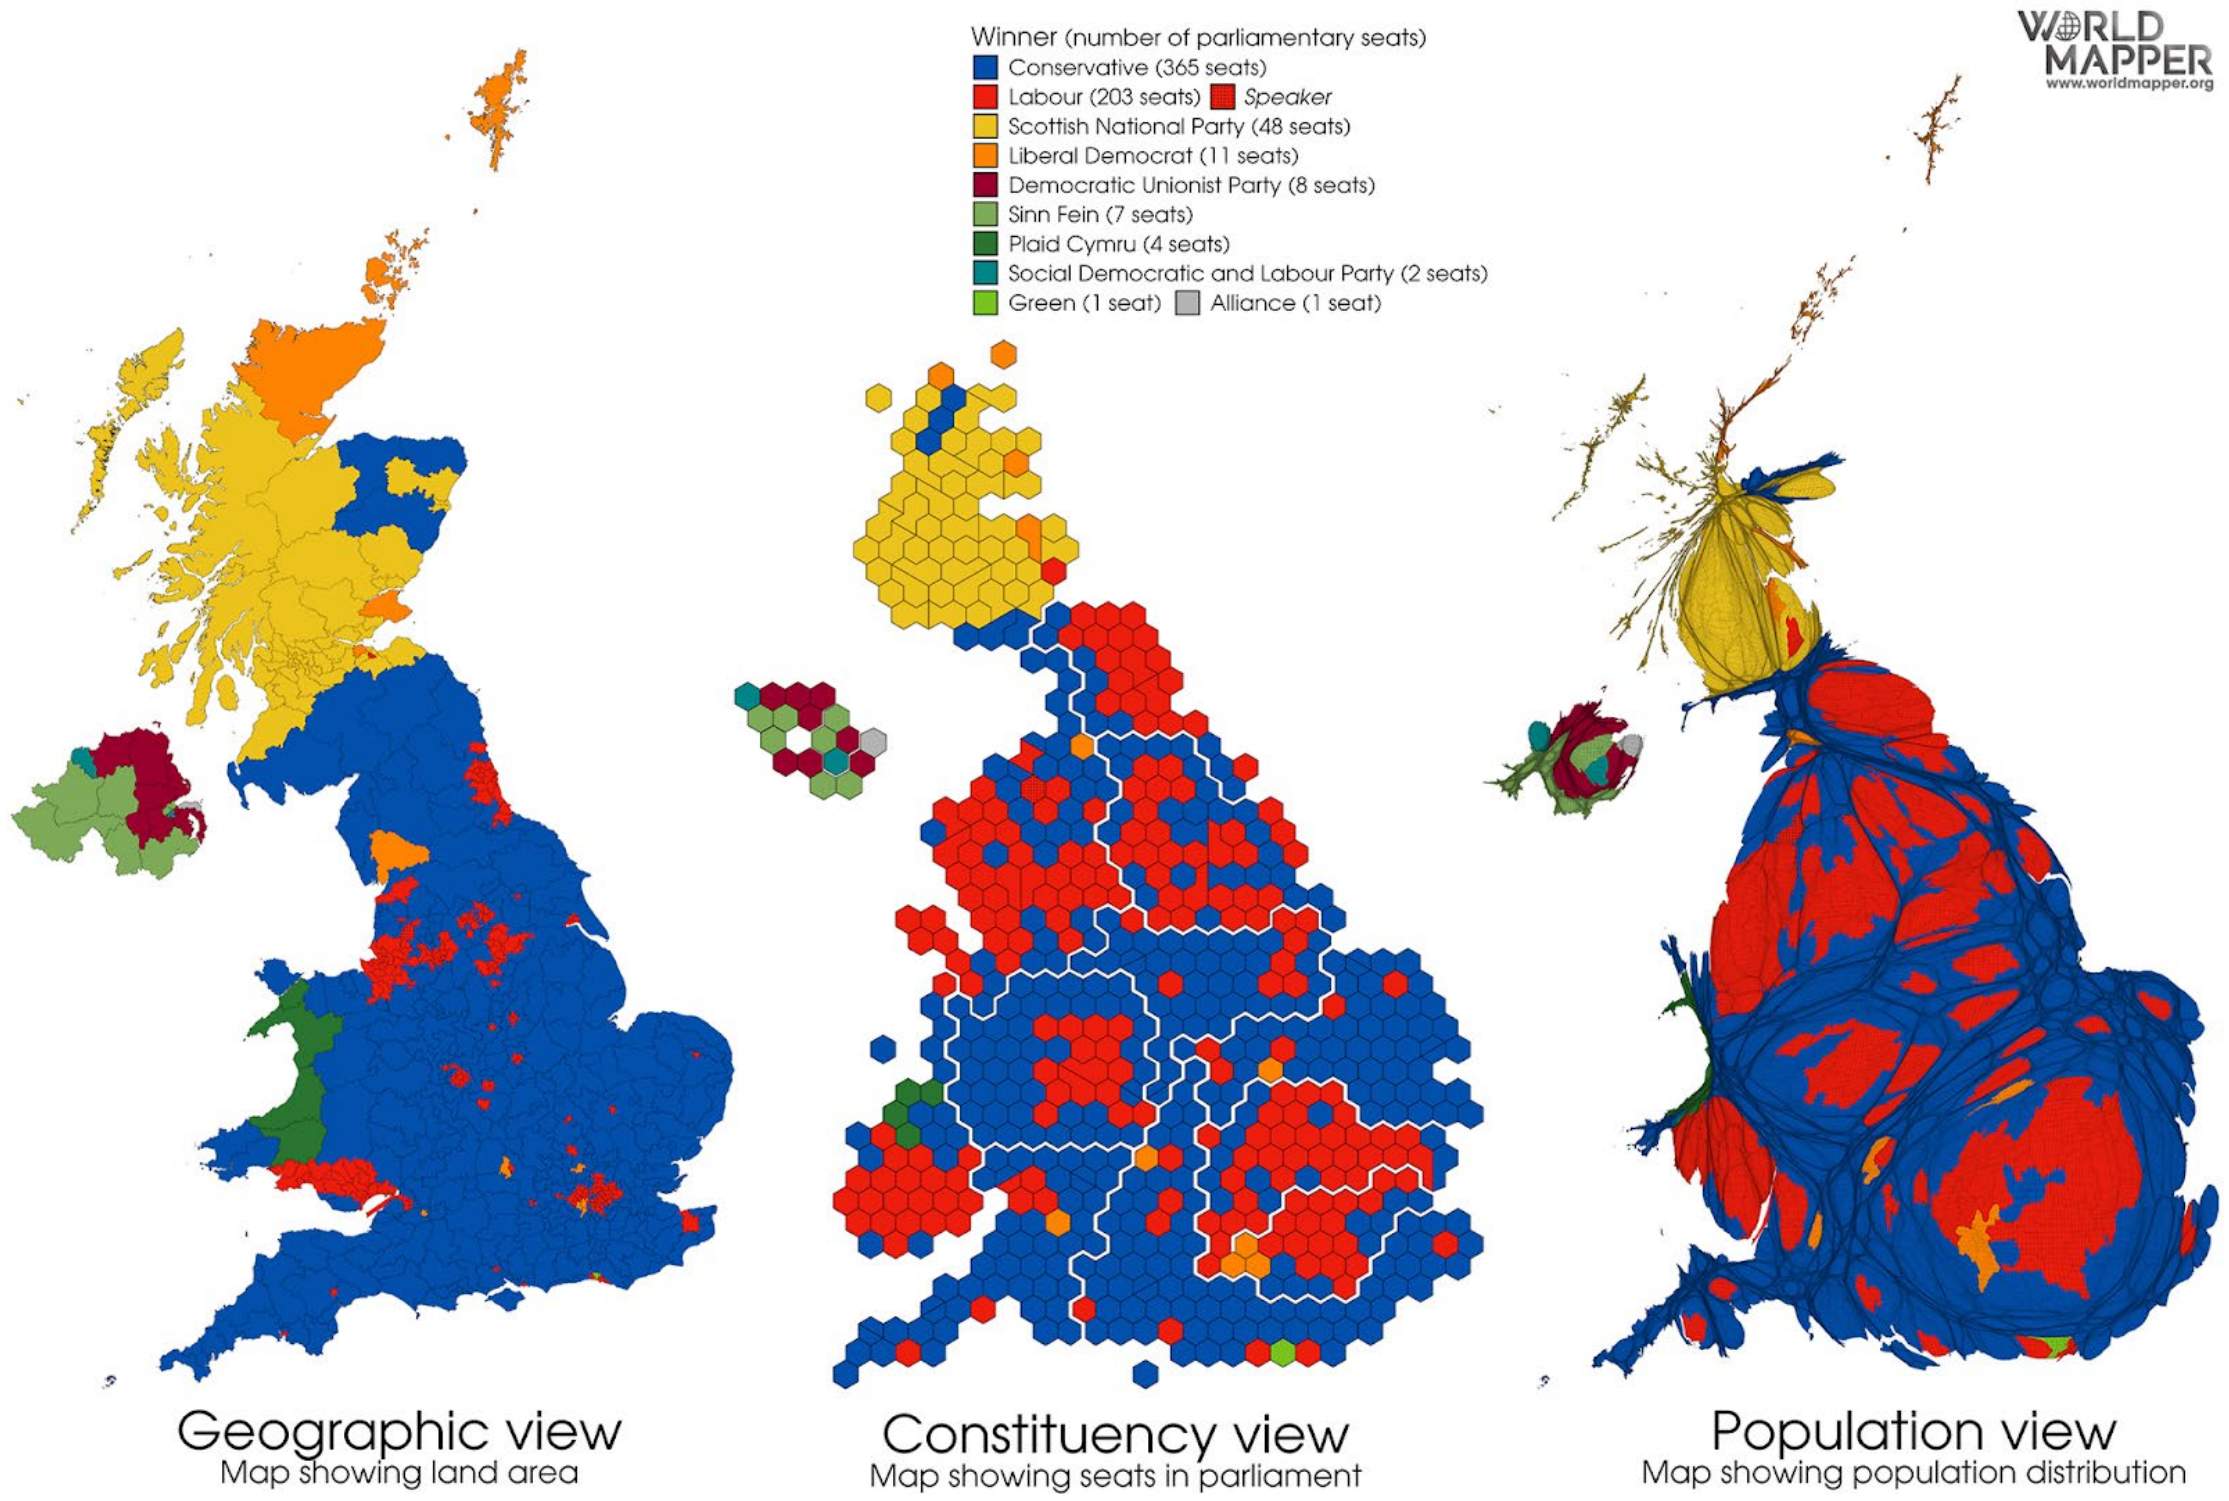 Winner (number of parliamentary seats)
Conservative (365 seats)
Labour (203 seats) Speaker
Scottish National Party (48 seats)
Liberal Democrat (11 seats)
Democratic Unionist Party (8 seats)
Sinn Fein (7 seats)
Plaid Cymru (4 seats)
Social Democratic and Labour Party (2 seats)
Green (1 seat) Alliance (1 seat)
WORLD
MAPPER
www.worldmapper.org
Geographic view
Map showing land area
Constituency view
Map showing seats in parliament
Population view
Map showing population distribution